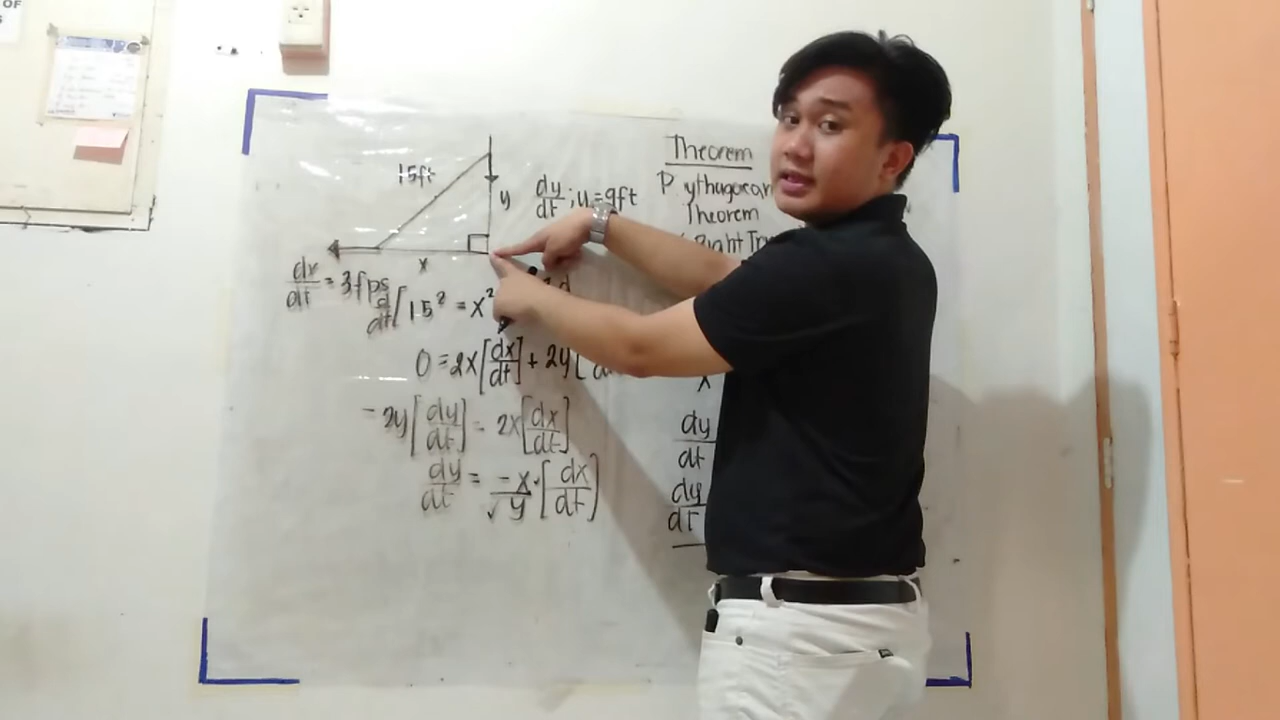 OF
15ft
y
dy/dt ; y = 9ft
x
dx/dt = 3fps
d/dt [15² = x²
0 = 2x[dx/dt] + 2y[
-2y[dy/dt] = 2x[dx/dt]
dy/dt = -x/y · [dx/dt]
Theorem
Pythagorean
Theorem
Right
x
dy/dt
dy/dt